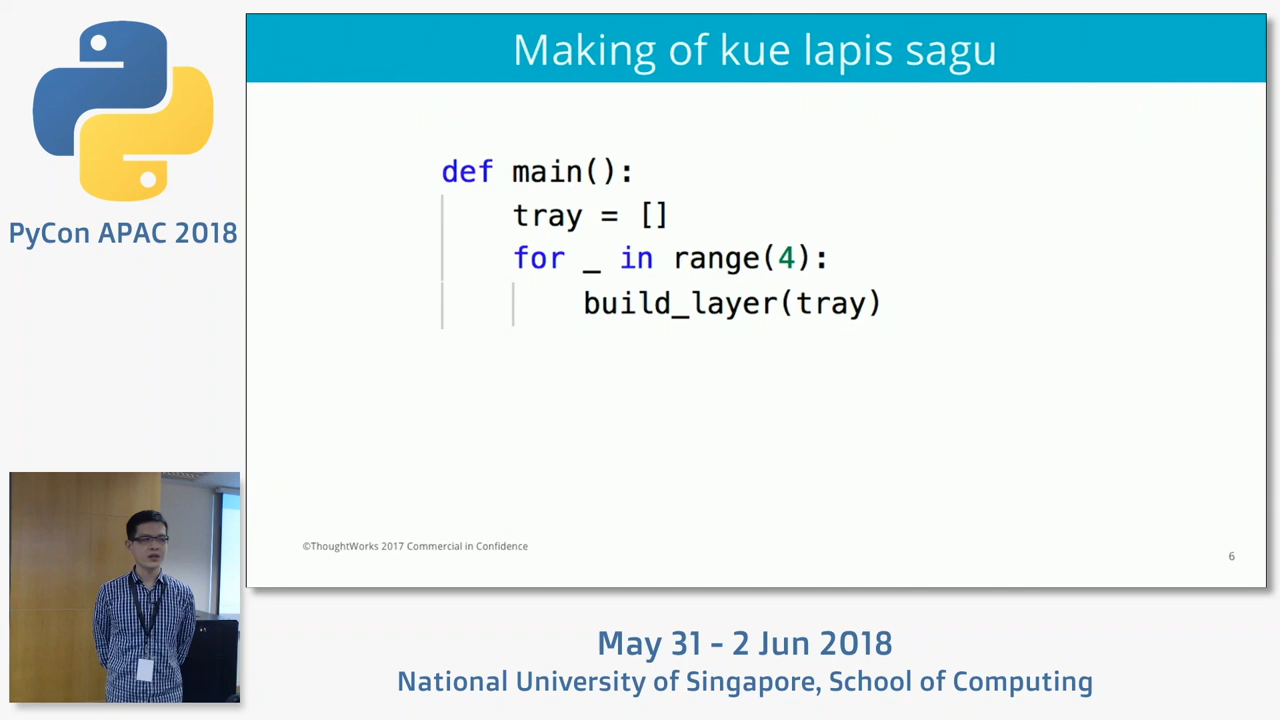 PyCon APAC 2018
Making of kue lapis sagu
def main():
tray = []
for _ in range(4):
build_layer(tray)
©ThoughtWorks 2017 Commercial in Confidence
6
May 31 - 2 Jun 2018
National University of Singapore, School of Computing